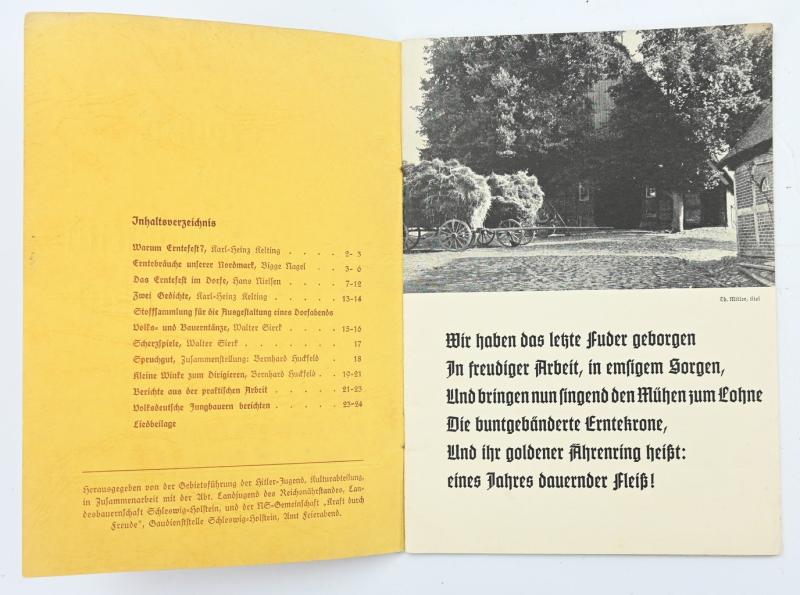 Inhaltsverzeichnis
Warum Erntefest?, Karl-Heinz Kelting . . . . 2- 3
Erntebräuche unserer Nordmark, Bigge Nagel . . 3- 6
Das Erntefest im Dorfe, Hans Nielsen . . . . 7-12
Zwei Gedichte, Karl-Heinz Kelting . . . . . 13-14
Stoffsammlung für die Ausgestaltung eines Dorfabends
Volks- und Bauerntänze, Walter Sierk . . . . 15-16
Scherzspiele, Walter Sierk . . . . . . . 17
Spruchgut, Zusammenstellung: Bernhard Huckfeld . 18
Kleine Winke zum Dirigieren, Bernhard Huckfeld . . 19-21
Berichte aus der praktischen Arbeit . . . . . 21-23
Volksdeutsche Jungbauern berichten . . . . . 23-24
Liedbeilage
Herausgegeben von der Gebietsführung der Hitler-Jugend, Kulturabteilung,
in Zusammenarbeit mit der Abt. Landjugend des Reichsnährstandes, Lan-
desbauernschaft Schleswig-Holstein, und der NS-Gemeinschaft „Kraft durch
Freude", Gaudienststelle Schleswig-Holstein, Amt Feierabend.
Th. Möller, Kiel
Wir haben das letzte Fuder geborgen
In freudiger Arbeit, in emsigem Sorgen,
Und bringen nun singend den Mühen zum Lohne
Die buntgebänderte Erntekrone,
Und ihr goldener Ährenring heißt:
eines Jahres dauernder Fleiß!